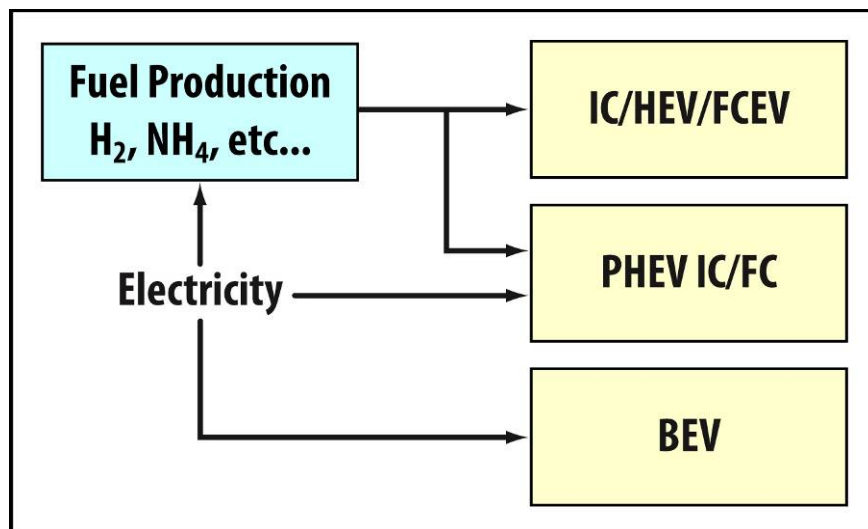 Fuel Production
H₂, NH₄, etc...
IC/HEV/FCEV
Electricity
PHEV IC/FC
BEV